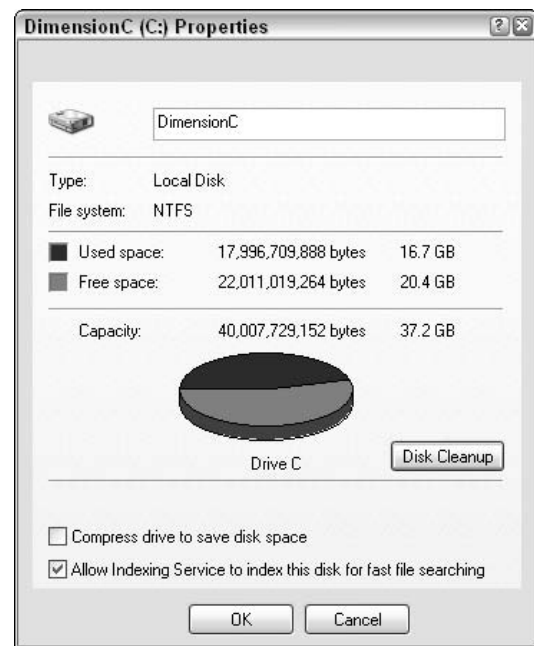 DimensionC (C:) Properties
DimensionC
Type: Local Disk
File system: NTFS
Used space: 17,996,709,888 bytes 16.7 GB
Free space: 22,011,019,264 bytes 20.4 GB
Capacity: 40,007,729,152 bytes 37.2 GB
Drive C
Disk Cleanup
Compress drive to save disk space
Allow Indexing Service to index this disk for fast file searching
OK Cancel